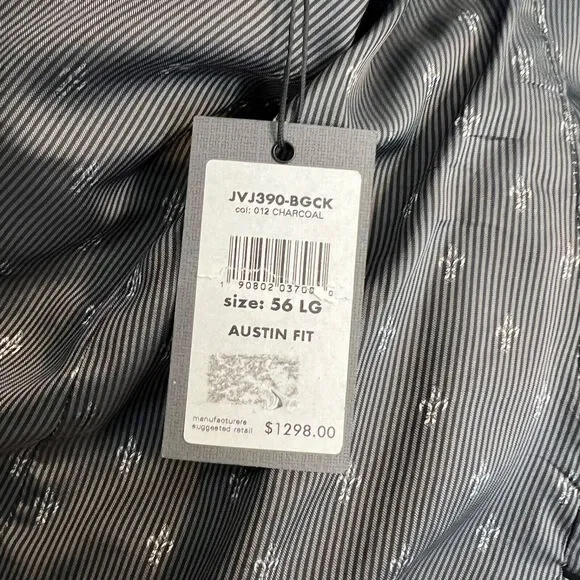 JVJ390-BGCK
col: 012 CHARCOAL
1 90802 03700 0
size: 56 LG
AUSTIN FIT
manufacturers
suggested retail $1298.00